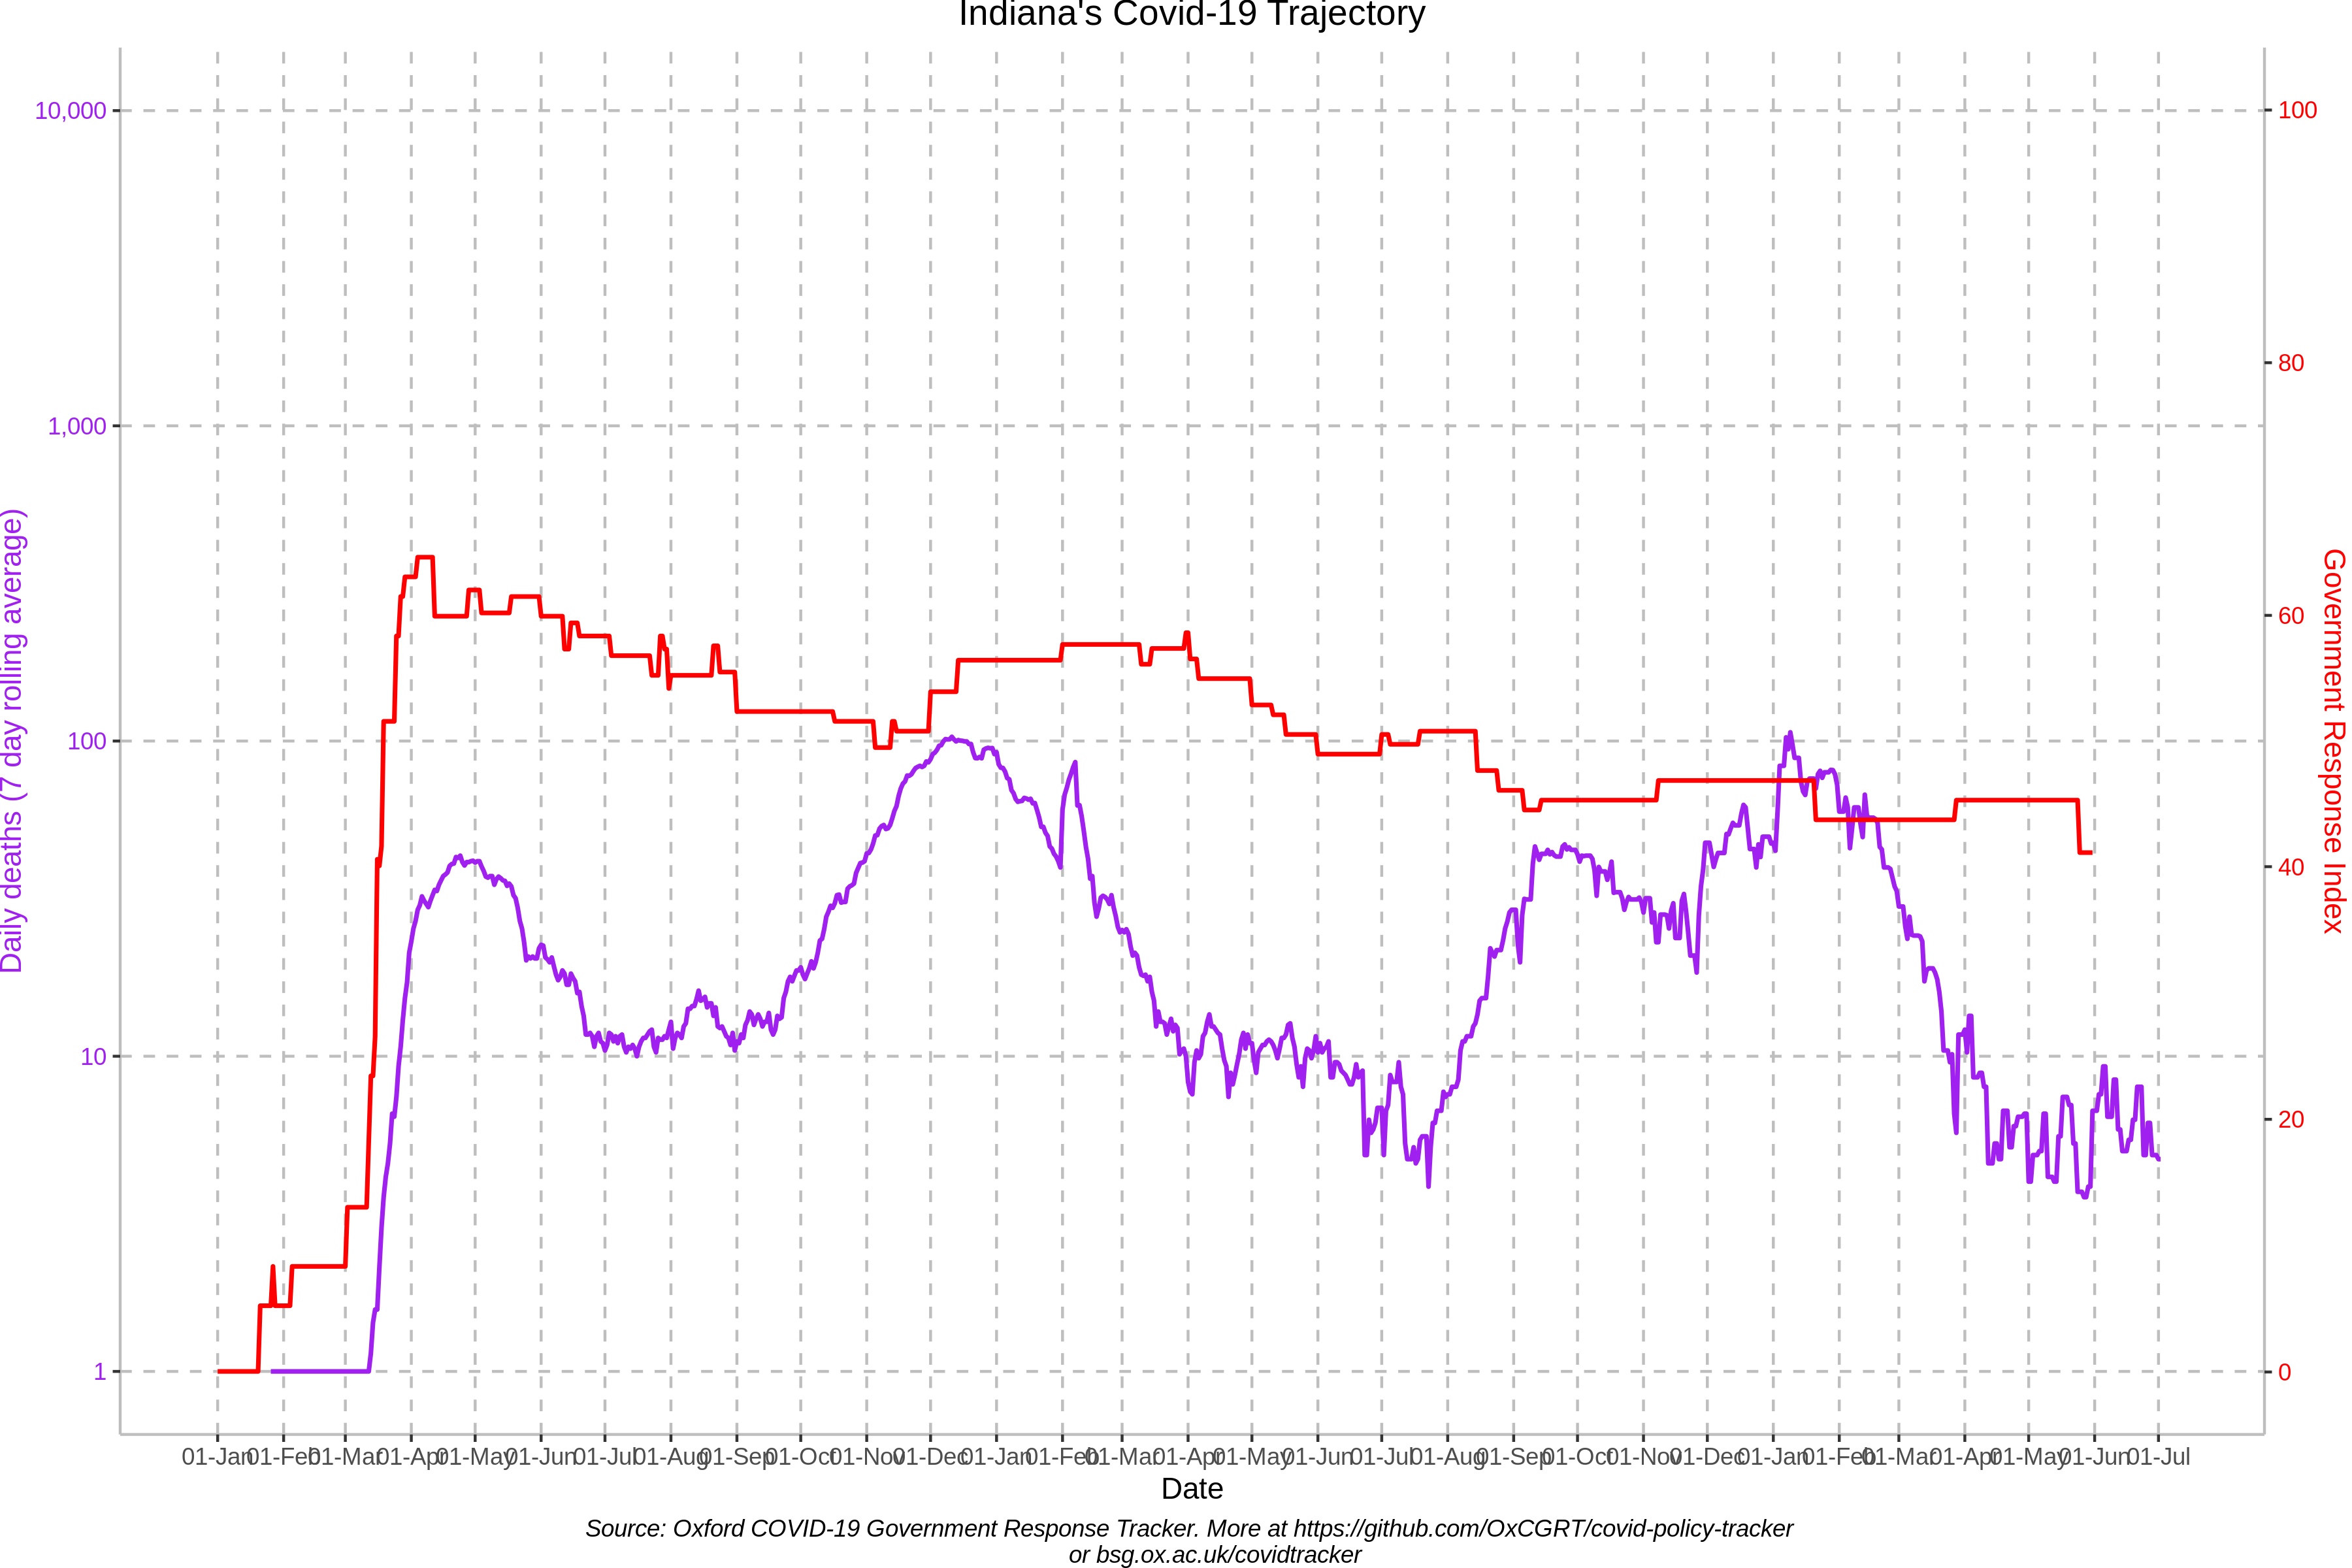 Indiana's Covid-19 Trajectory
10,000
1,000
100
10
1
Daily deaths (7 day rolling average)
100
80
60
40
20
0
Government Response Index
01-Jan 01-Feb 01-Mar 01-Apr 01-May 01-Jun 01-Jul 01-Aug 01-Sep 01-Oct 01-Nov 01-Dec 01-Jan 01-Feb 01-Mar 01-Apr 01-May 01-Jun 01-Jul 01-Aug 01-Sep 01-Oct 01-Nov 01-Dec 01-Jan 01-Feb 01-Mar 01-Apr 01-May 01-Jun 01-Jul
Date
Source: Oxford COVID-19 Government Response Tracker. More at https://github.com/OxCGRT/covid-policy-tracker
or bsg.ox.ac.uk/covidtracker